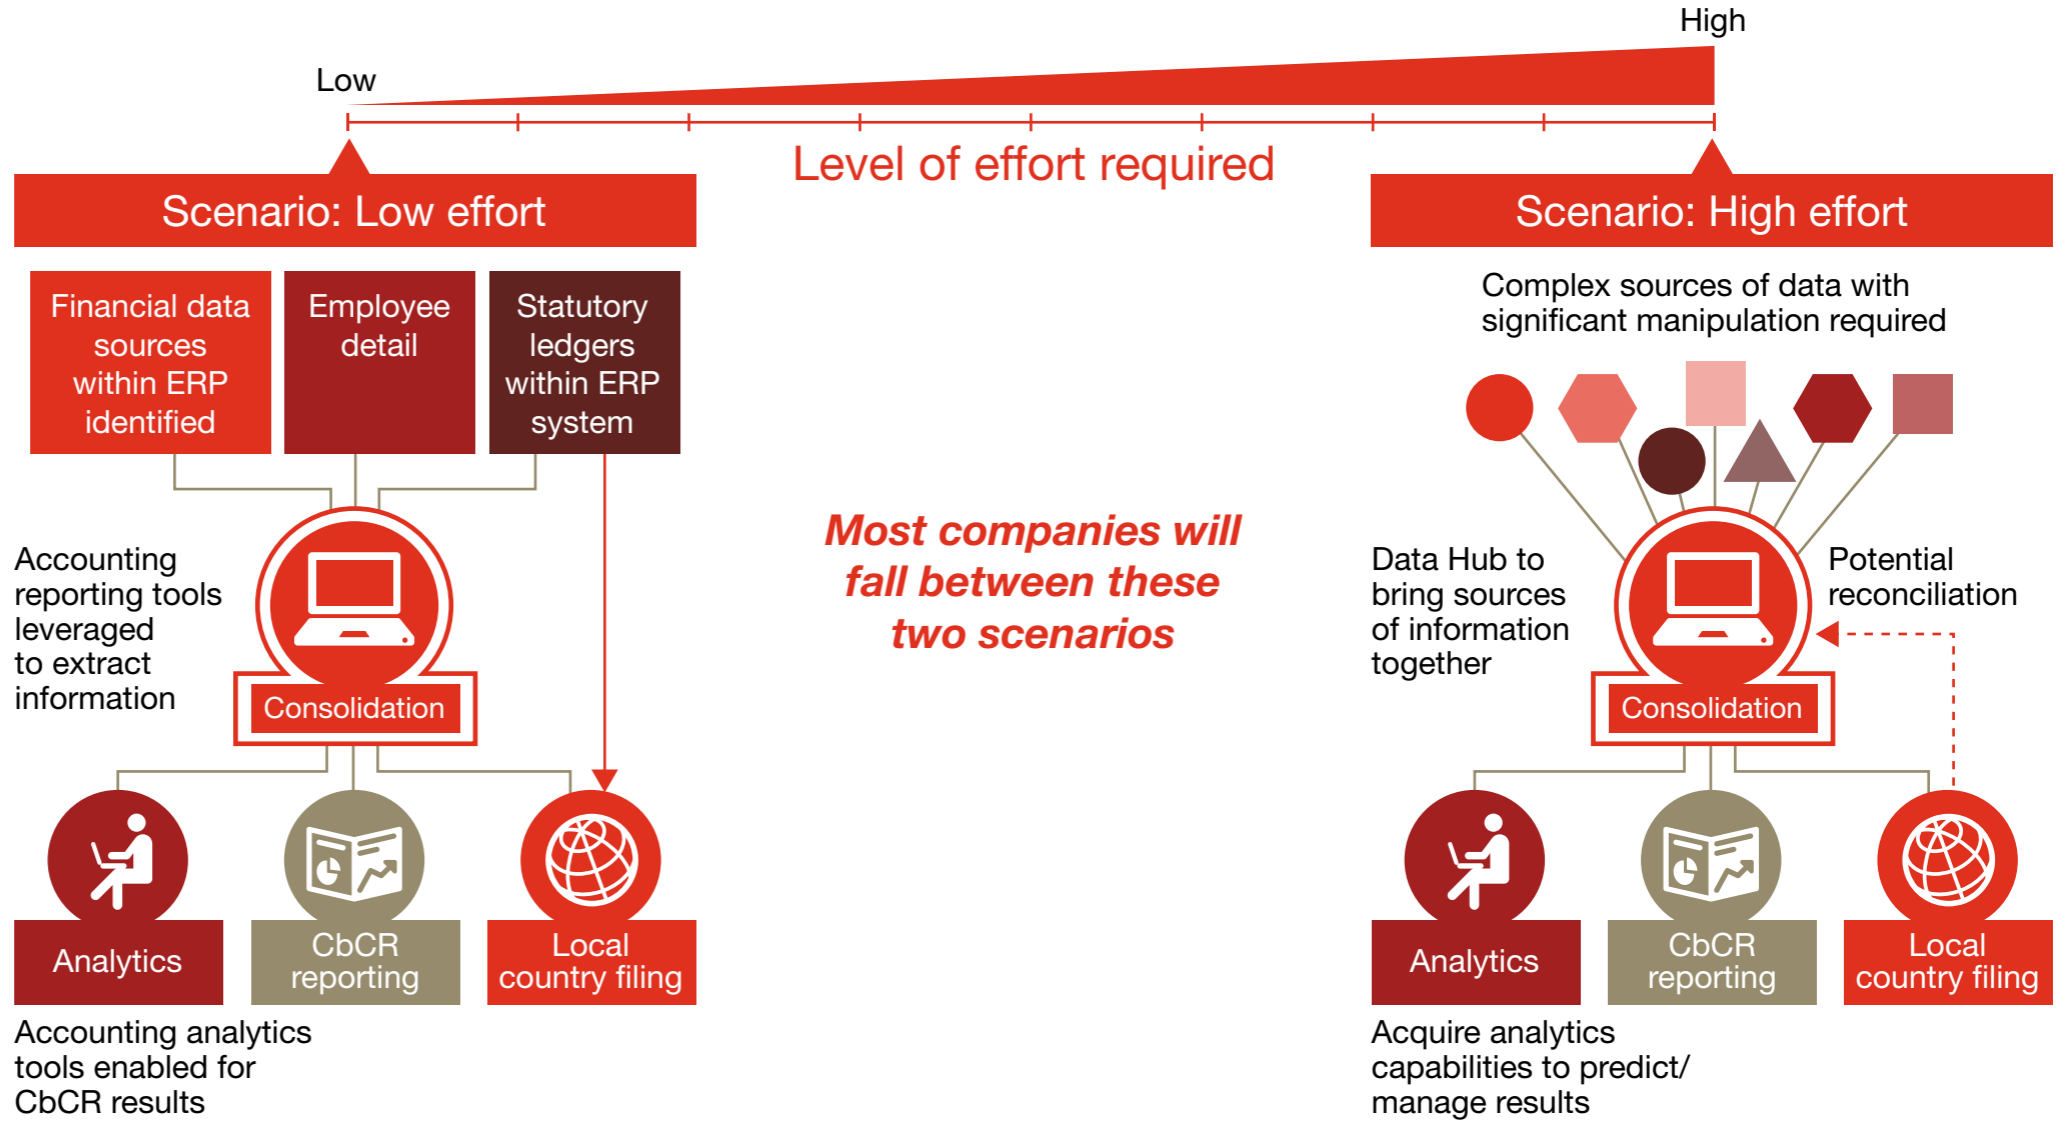 High
Low
Level of effort required
Scenario: Low effort
Financial data
sources
within ERP
identified
Employee
detail
Statutory
ledgers
within ERP
system
Accounting
reporting tools
leveraged
to extract
information
Consolidation
Analytics
CbCR
reporting
Local
country filing
Accounting analytics
tools enabled for
CbCR results
Most companies will
fall between these
two scenarios
Scenario: High effort
Complex sources of data with
significant manipulation required
Data Hub to
bring sources
of information
together
Potential
reconciliation
Consolidation
Analytics
CbCR
reporting
Local
country filing
Acquire analytics
capabilities to predict/
manage results